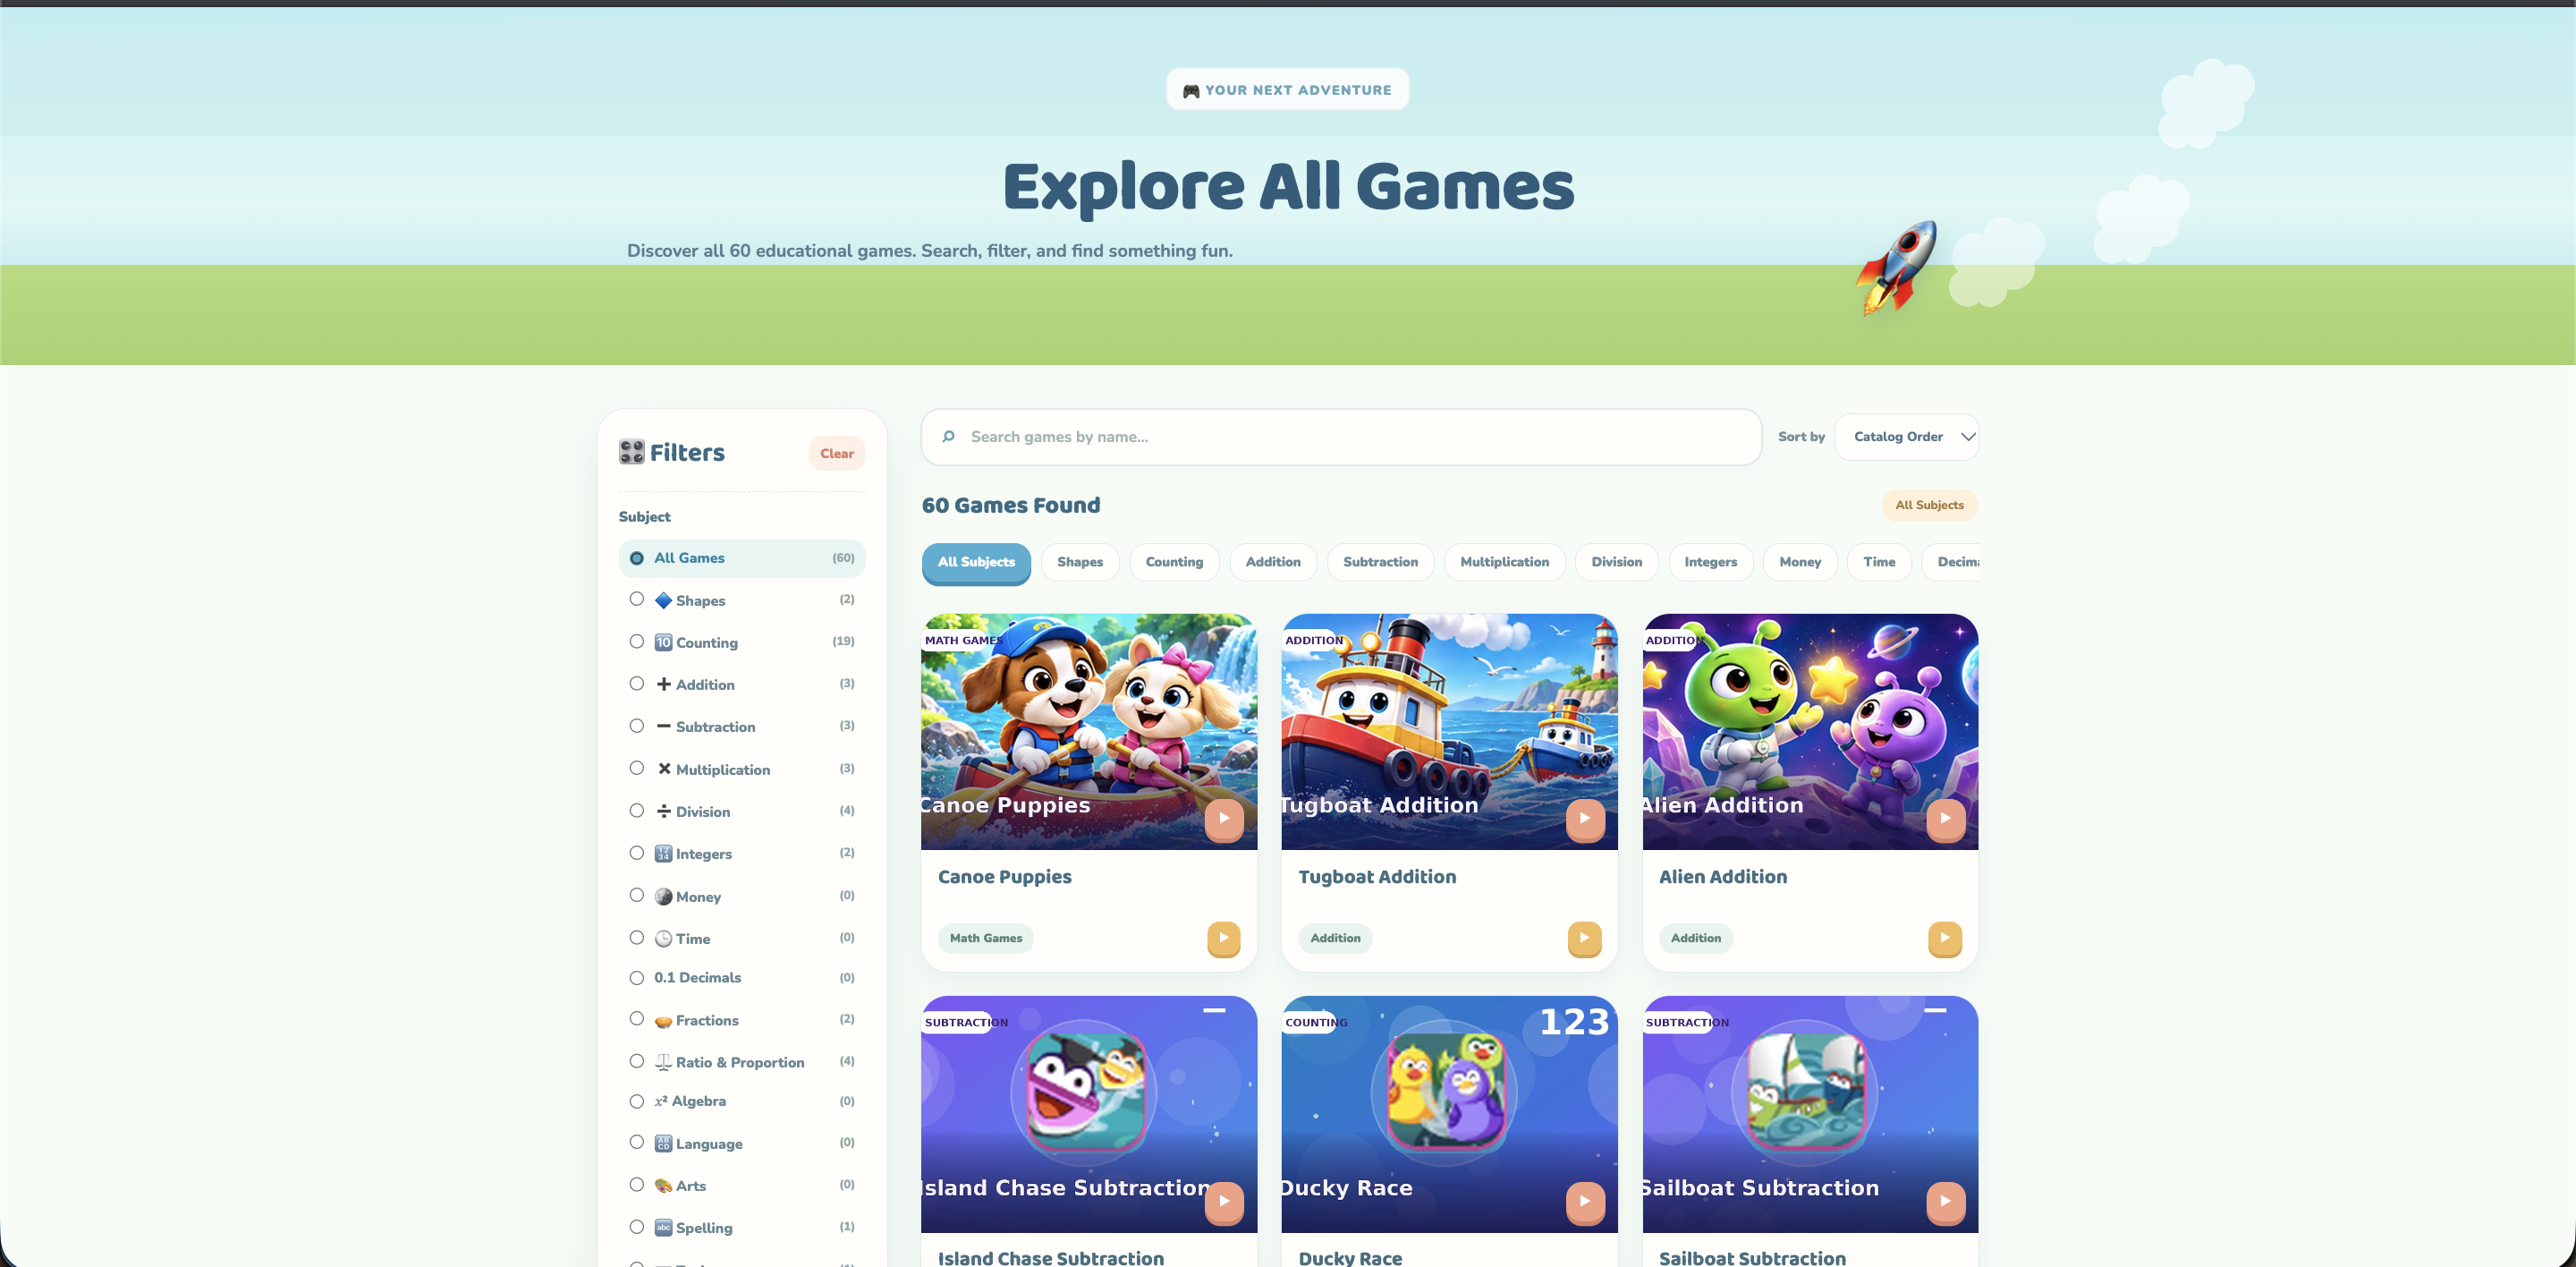 🎮 YOUR NEXT ADVENTURE
Explore All Games
Discover all 60 educational games. Search, filter, and find something fun.
Filters
Clear
Subject
All Games (60)
Shapes (2)
Counting (19)
Addition (3)
Subtraction (3)
Multiplication (3)
Division (4)
Integers (2)
Money (0)
Time (0)
0.1 Decimals (0)
Fractions (2)
Ratio & Proportion (4)
x² Algebra (0)
Language (0)
Arts (0)
Spelling (1)
Search games by name...
Sort by
Catalog Order
60 Games Found
All Subjects
All Subjects Shapes Counting Addition Subtraction Multiplication Division Integers Money Time Decima
MATH GAMES
Canoe Puppies
Canoe Puppies
Math Games
ADDITION
Tugboat Addition
Tugboat Addition
Addition
ADDITION
Alien Addition
Alien Addition
Addition
SUBTRACTION
Island Chase Subtraction
Island Chase Subtraction
COUNTING
123
Ducky Race
Ducky Race
SUBTRACTION
Sailboat Subtraction
Sailboat Subtraction